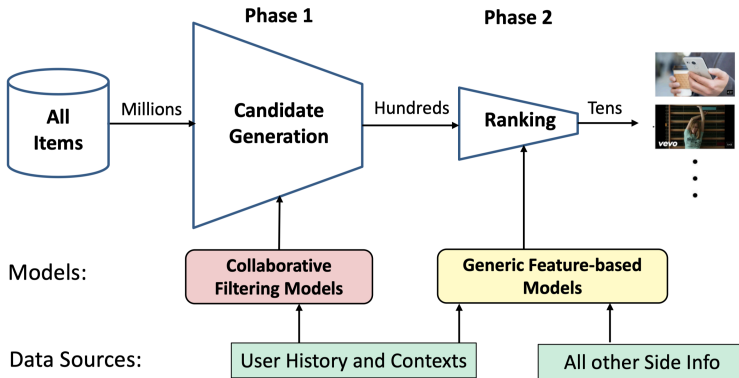 Phase 1
Phase 2
All
Items
Millions
Candidate
Generation
Hundreds
Ranking
Tens
vevo
Models:
Collaborative
Filtering Models
Generic Feature-based
Models
Data Sources:
User History and Contexts
All other Side Info